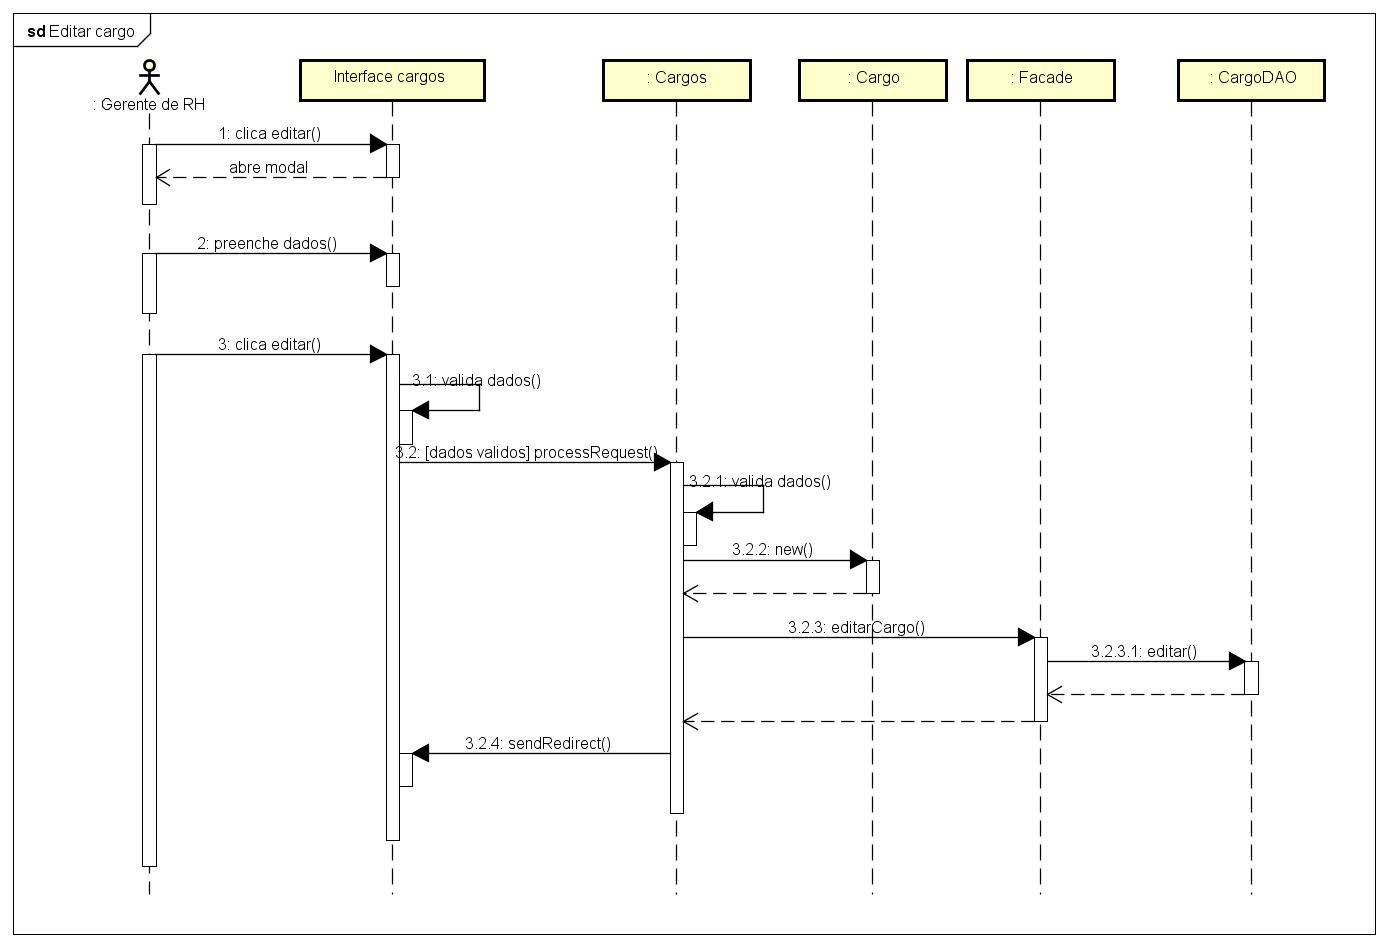 sd Editar cargo
: Gerente de RH
Interface cargos
: Cargos
: Cargo
: Facade
: CargoDAO
1: clica editar()
abre modal
2: preenche dados()
3: clica editar()
3.1: valida dados()
3.2: [dados validos] processRequest()
3.2.1: valida dados()
3.2.2: new()
3.2.3: editarCargo()
3.2.3.1: editar()
3.2.4: sendRedirect()